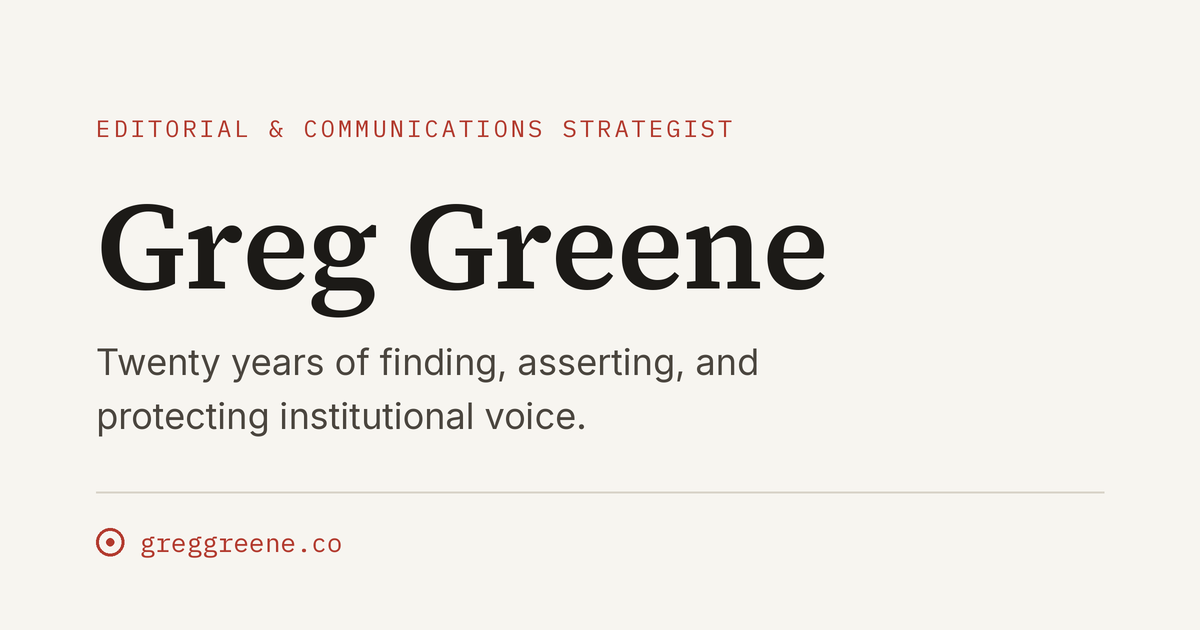 EDITORIAL & COMMUNICATIONS STRATEGIST
Greg Greene
Twenty years of finding, asserting, and
protecting institutional voice.
greggreene.co